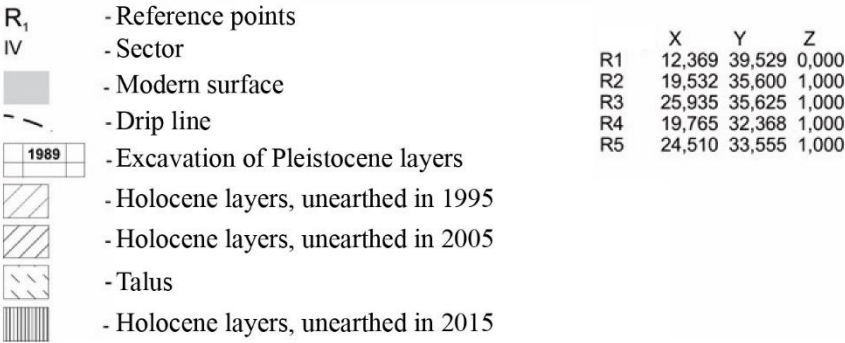 R1 - Reference points
IV - Sector
- Modern surface
- Drip line
1989 - Excavation of Pleistocene layers
- Holocene layers, unearthed in 1995
- Holocene layers, unearthed in 2005
- Talus
- Holocene layers, unearthed in 2015
X Y Z
R1 12,369 39,529 0,000
R2 19,532 35,600 1,000
R3 25,935 35,625 1,000
R4 19,765 32,368 1,000
R5 24,510 33,555 1,000